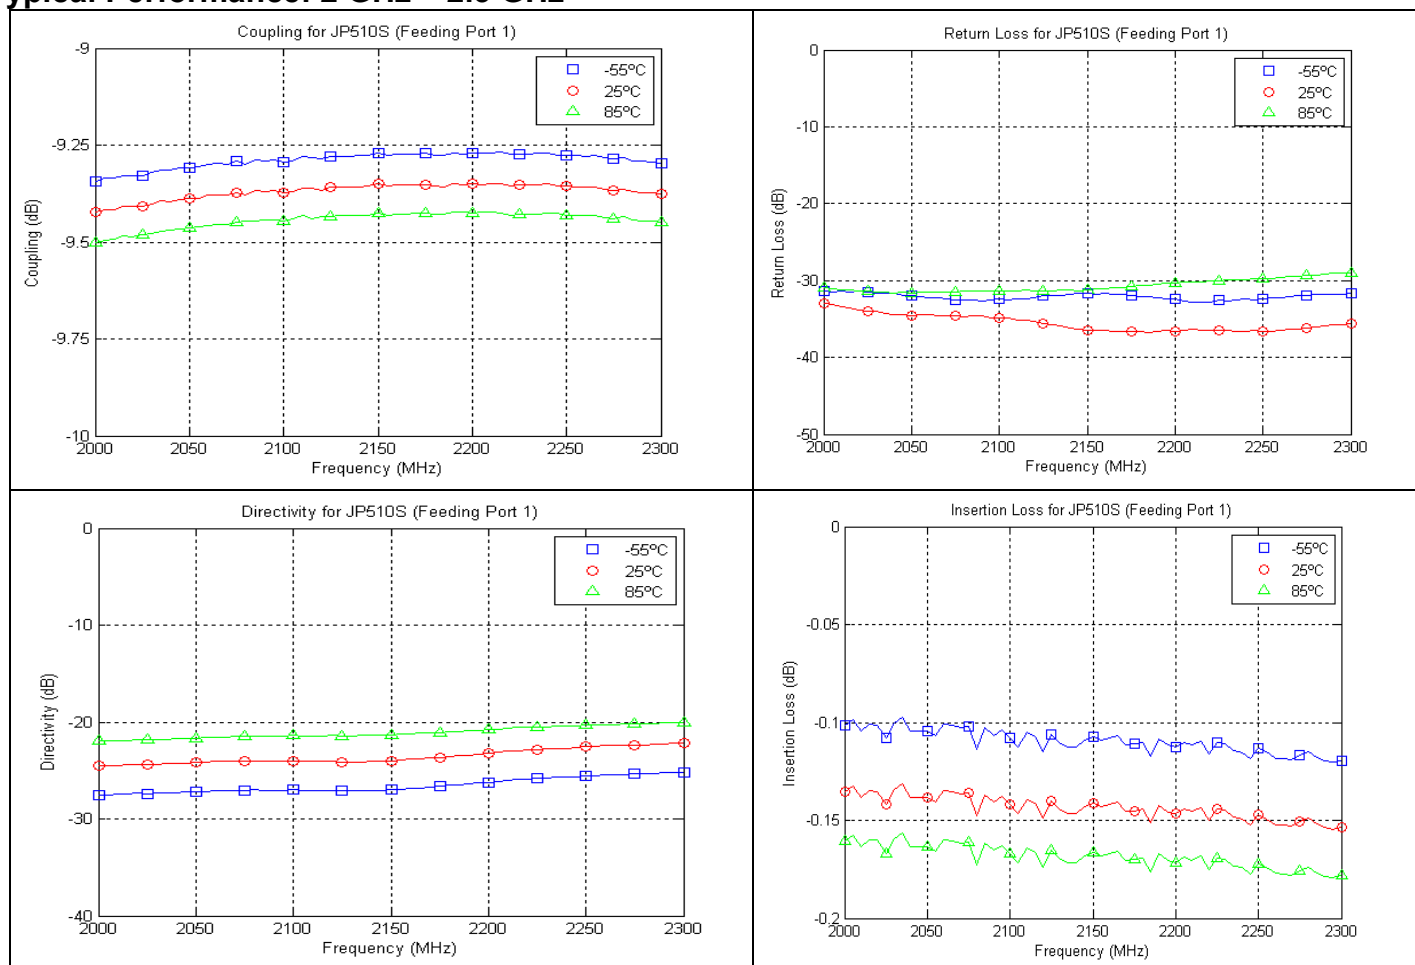 Coupling for JP510S (Feeding Port 1)
-9
-9.25
-9.5
-9.75
-10
Coupling (dB)
-55ºC
25ºC
85ºC
2000 2050 2100 2150 2200 2250 2300
Frequency (MHz)
Return Loss for JP510S (Feeding Port 1)
0
-10
-20
-30
-40
-50
Return Loss (dB)
-55ºC
25ºC
85ºC
2000 2050 2100 2150 2200 2250 2300
Frequency (MHz)
Directivity for JP510S (Feeding Port 1)
0
-10
-20
-30
-40
Directivity (dB)
-55ºC
25ºC
85ºC
2000 2050 2100 2150 2200 2250 2300
Frequency (MHz)
Insertion Loss for JP510S (Feeding Port 1)
0
-0.05
-0.1
-0.15
-0.2
Insertion Loss (dB)
-55ºC
25ºC
85ºC
2000 2050 2100 2150 2200 2250 2300
Frequency (MHz)